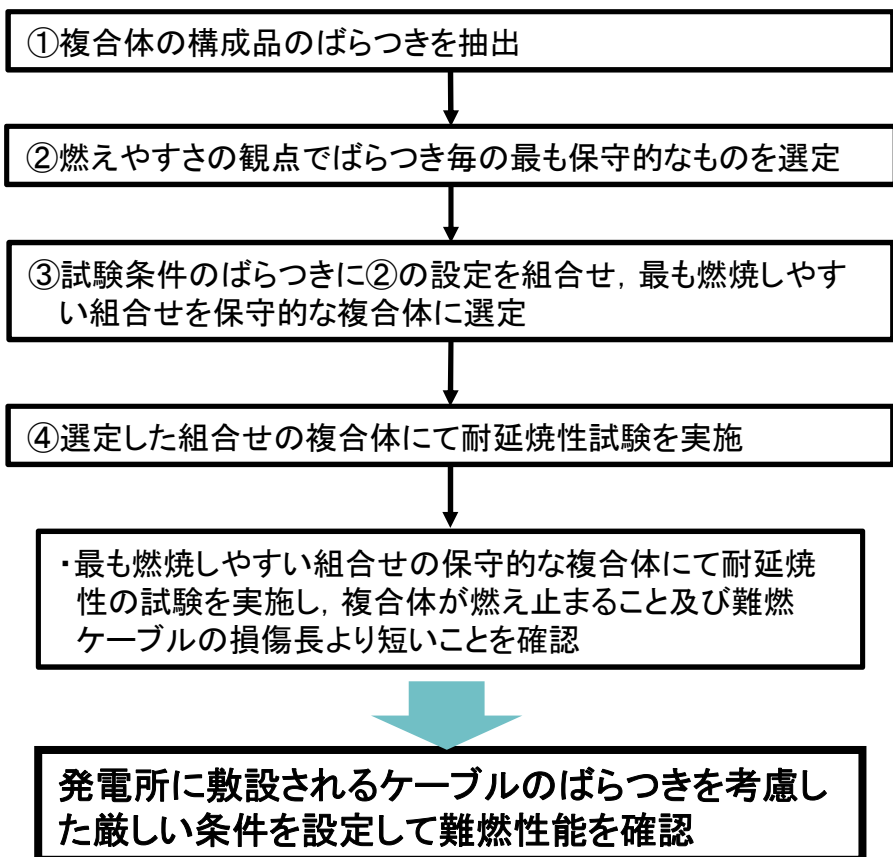 ①複合体の構成品のばらつきを抽出
②燃えやすさの観点でばらつき毎の最も保守的なものを選定
③試験条件のばらつきに②の設定を組合せ，最も燃焼しやす
い組合せを保守的な複合体に選定
④選定した組合せの複合体にて耐延焼性試験を実施
・最も燃焼しやすい組合せの保守的な複合体にて耐延焼
性の試験を実施し，複合体が燃え止まること及び難燃
ケーブルの損傷長より短いことを確認
発電所に敷設されるケーブルのばらつきを考慮し
た厳しい条件を設定して難燃性能を確認